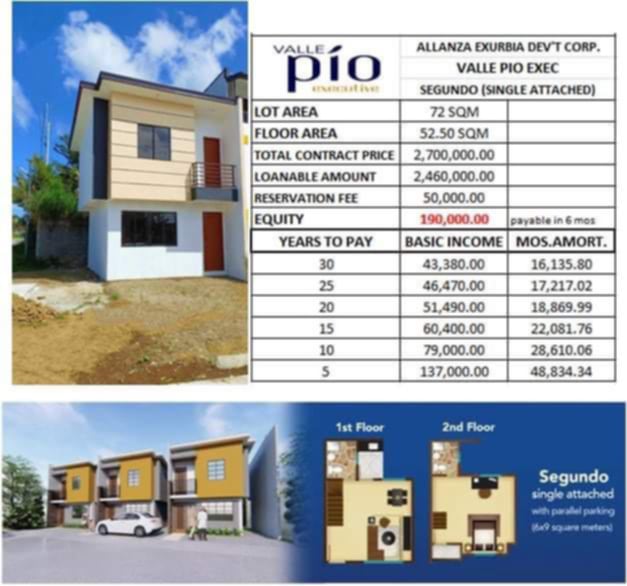 VALLE
pío
executive
ALLANZA EXURBIA DEV'T CORP.
VALLE PIO EXEC
SEGUNDO (SINGLE ATTACHED)
LOT AREA 72 SQM
FLOOR AREA 52.50 SQM
TOTAL CONTRACT PRICE 2,700,000.00
LOANABLE AMOUNT 2,460,000.00
RESERVATION FEE 50,000.00
EQUITY 190,000.00 payable in 6 mos
YEARS TO PAY BASIC INCOME MOS.AMORT.
30 43,380.00 16,135.80
25 46,470.00 17,217.02
20 51,490.00 18,869.99
15 60,400.00 22,081.76
10 79,000.00 28,610.06
5 137,000.00 48,834.34
1st Floor 2nd Floor
Segundo
single attached
with parallel parking
(6x9 square meters)